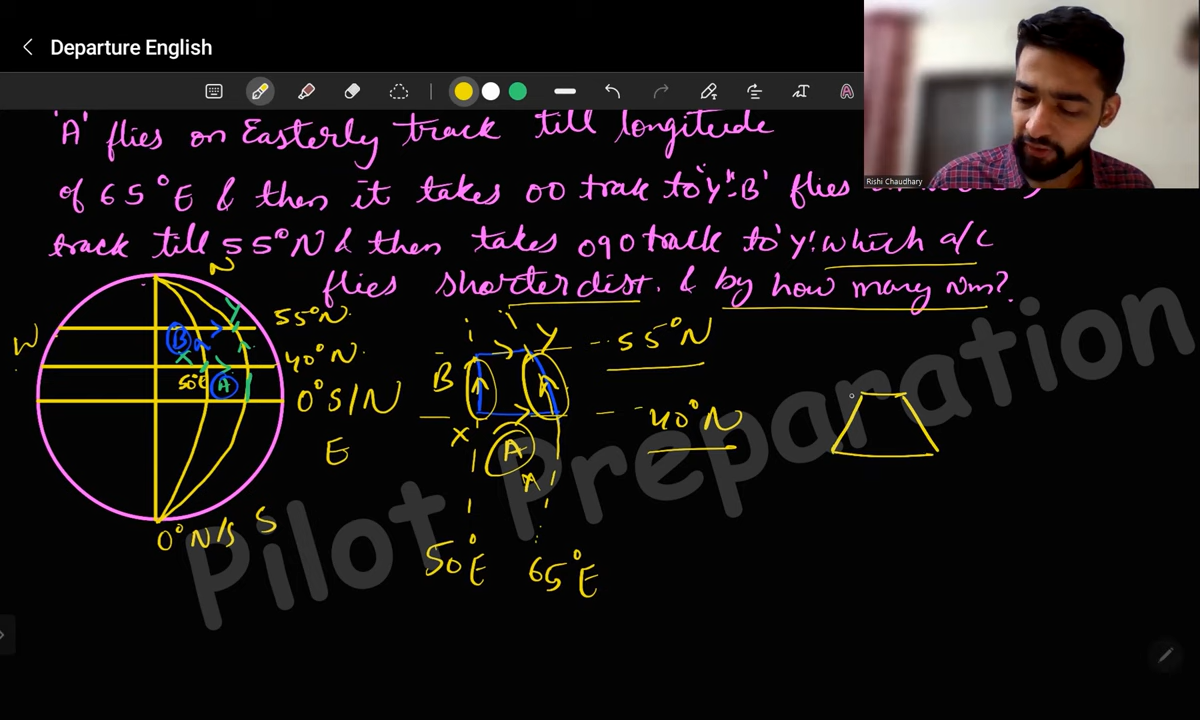 Departure English
'A' flies on Easterly track till longitude
of 65°E & then it takes 00 trak to 'Y'. 'B' flies
track till 55°N & then takes 090 track to 'Y'. which a/c
flies shorter dist. & by how many Nm?
Rishi Chaudhary
N
W
55°N
B
X
40°N
50°E
A
Y
0°S/N
E
0°N/S
S
Y
55°N
B
40°N
X
A
50°E
65°E
Pilot Preparation